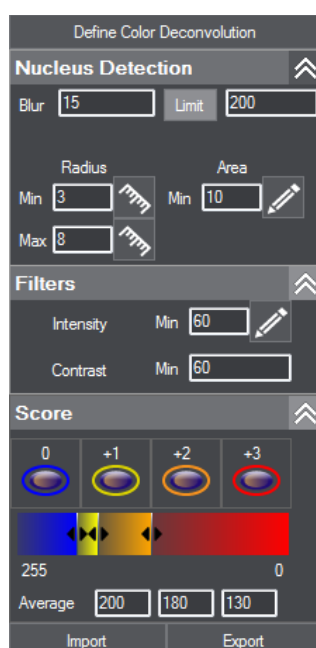 Define Color Deconvolution
Nucleus Detection
Blur 15 Limit 200
Radius Area
Min 3 Min 10
Max 8
Filters
Intensity Min 60
Contrast Min 60
Score
0 +1 +2 +3
255 0
Average 200 180 130
Import Export